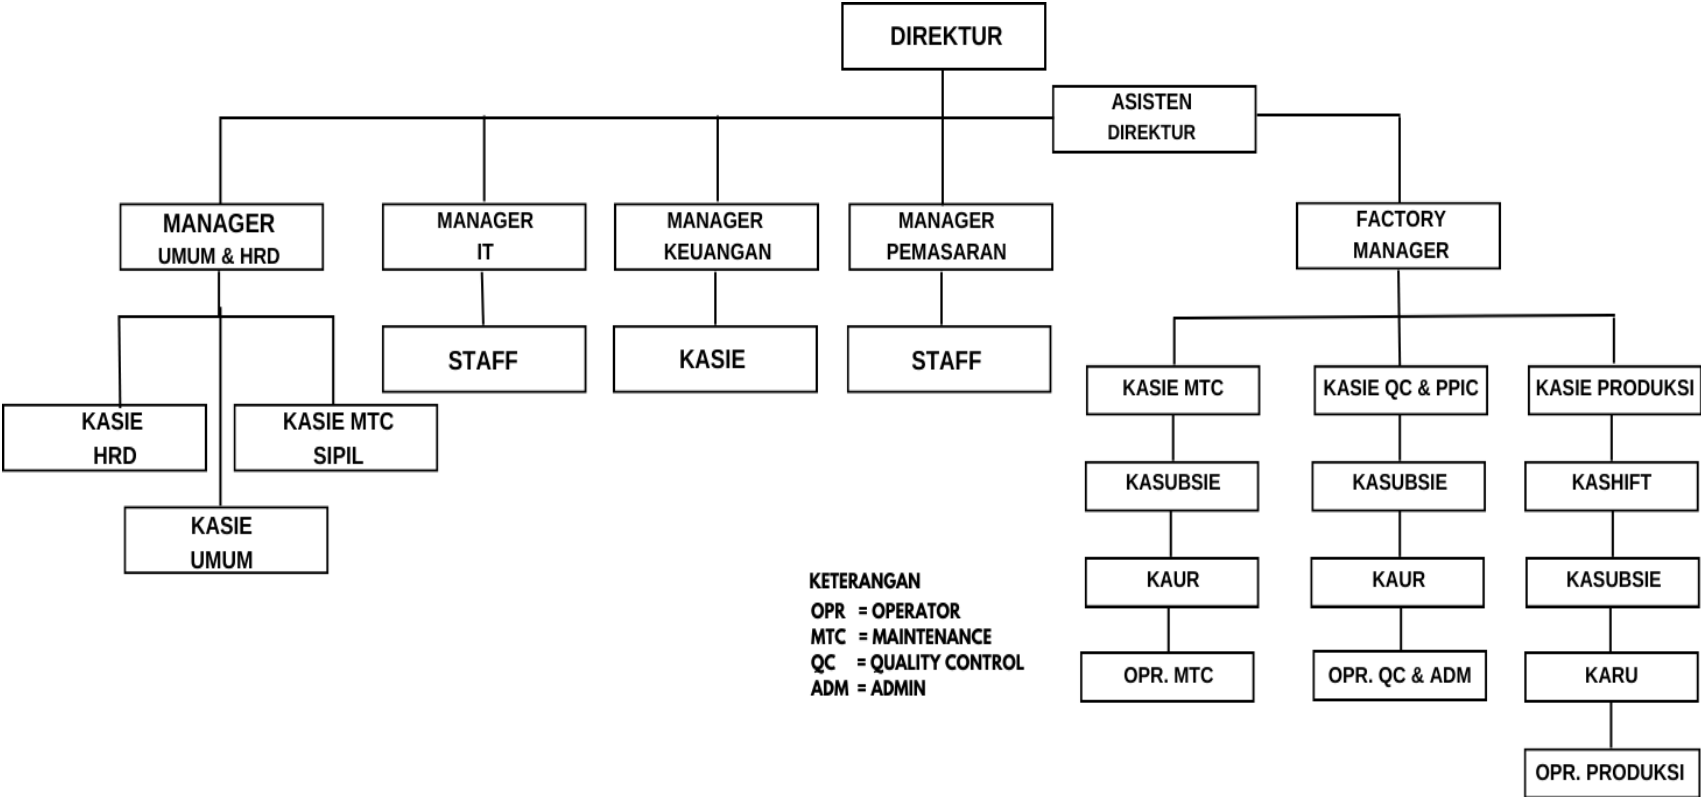 DIREKTUR
ASISTEN
DIREKTUR
MANAGER
UMUM & HRD
MANAGER
IT
MANAGER
KEUANGAN
MANAGER
PEMASARAN
FACTORY
MANAGER
STAFF
KASIE
STAFF
KASIE
HRD
KASIE MTC
SIPIL
KASIE
UMUM
KASIE MTC
KASIE QC & PPIC
KASIE PRODUKSI
KASUBSIE
KASUBSIE
KASHIFT
KAUR
KAUR
KASUBSIE
OPR. MTC
OPR. QC & ADM
KARU
OPR. PRODUKSI
KETERANGAN
OPR = OPERATOR
MTC = MAINTENANCE
QC = QUALITY CONTROL
ADM = ADMIN